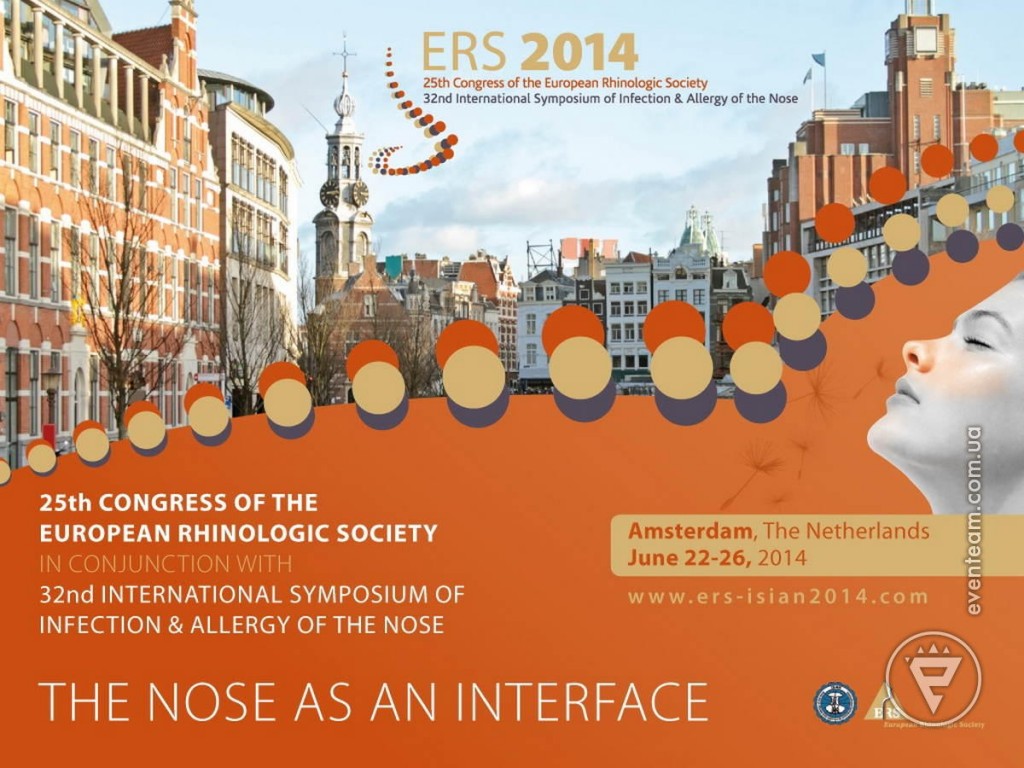 ERS 2014
25th Congress of the European Rhinologic Society
32nd International Symposium of Infection & Allergy of the Nose
25th CONGRESS OF THE
EUROPEAN RHINOLOGIC SOCIETY
IN CONJUNCTION WITH
32nd INTERNATIONAL SYMPOSIUM OF
INFECTION & ALLERGY OF THE NOSE
Amsterdam, The Netherlands
June 22-26, 2014
www.ers-isian2014.com
eventeam.com.ua
THE NOSE AS AN INTERFACE
ERS
European Rhinologic Society